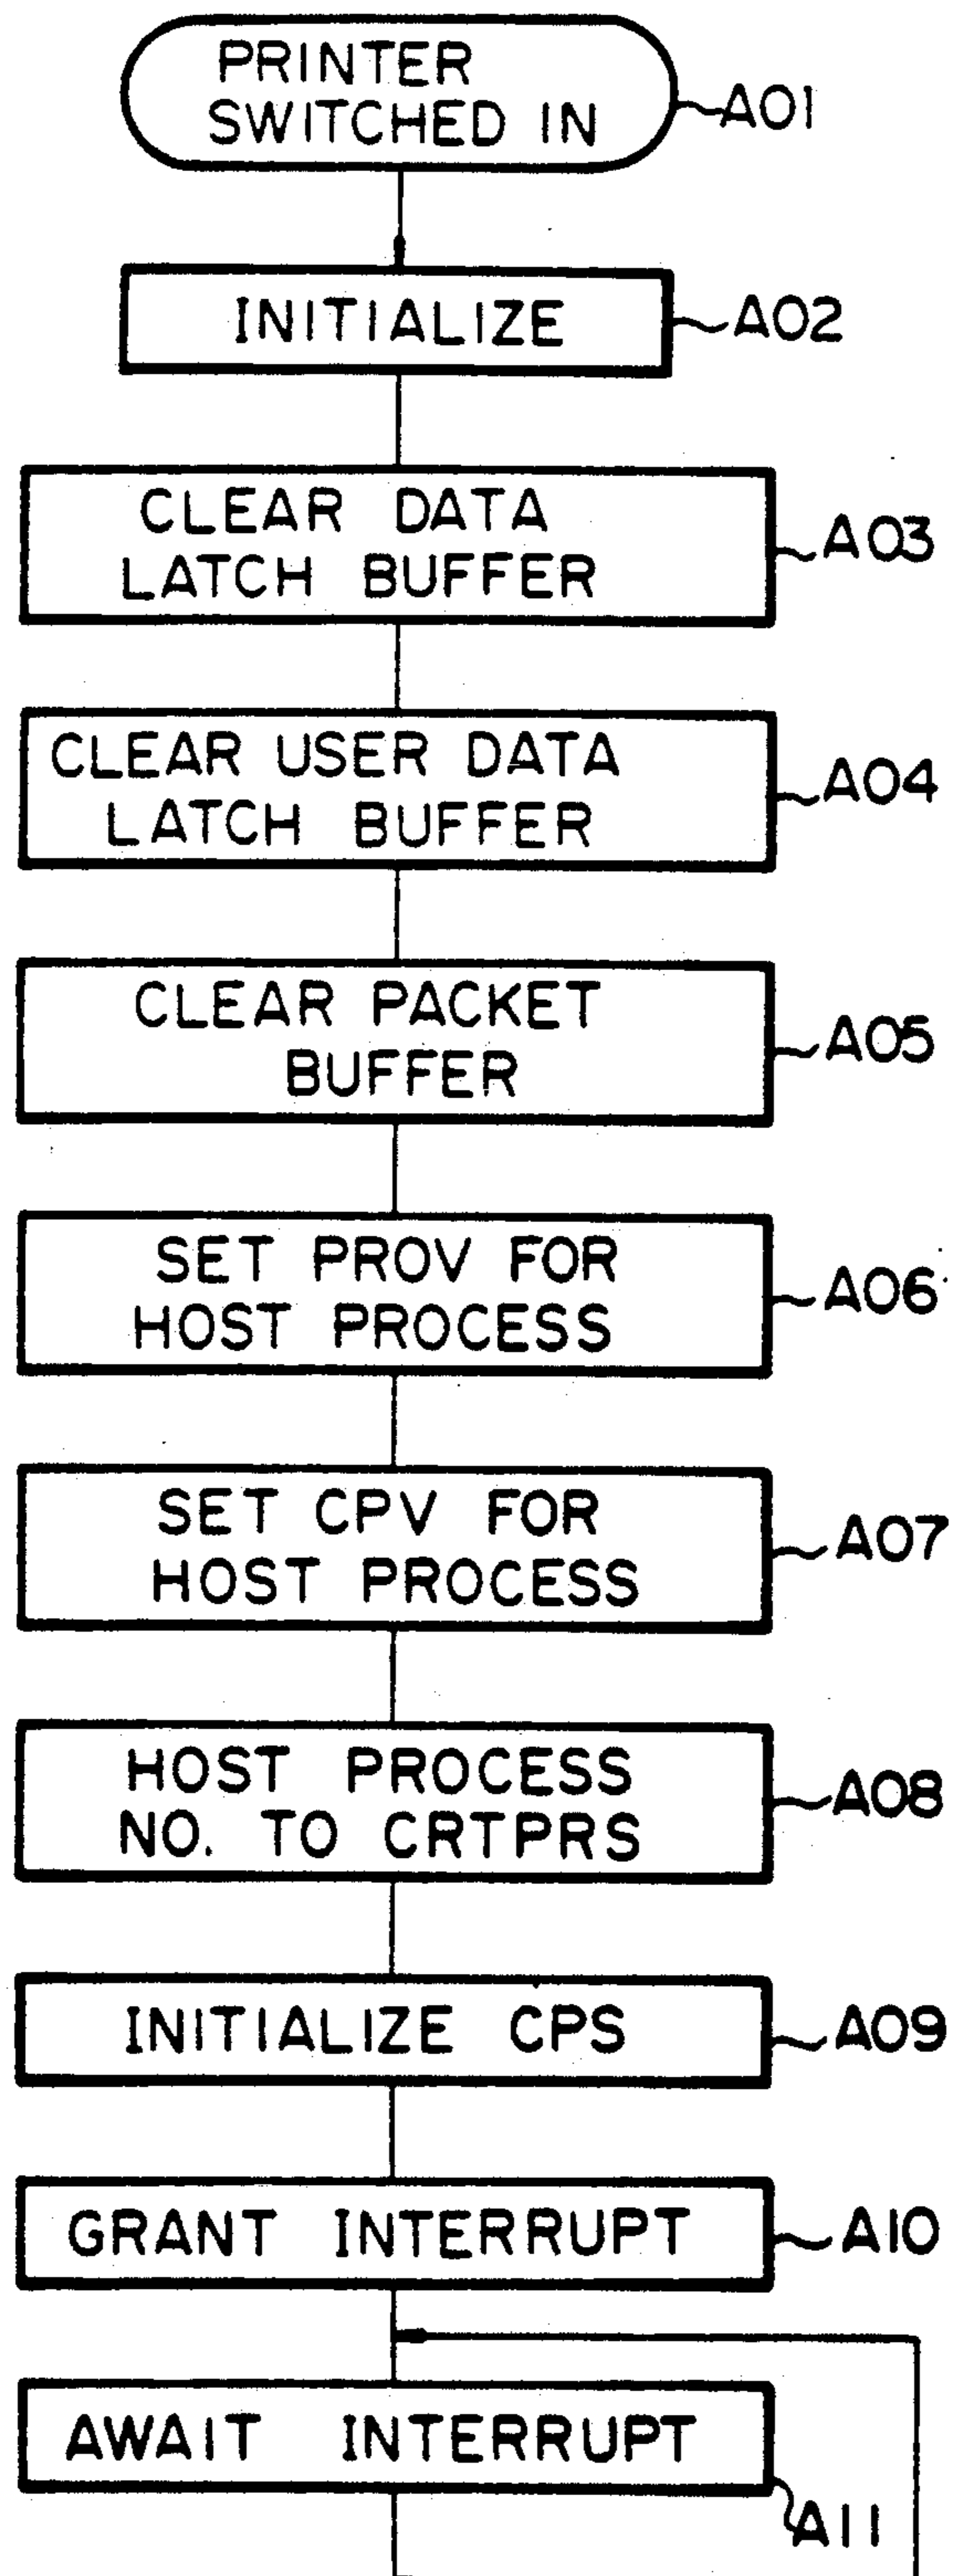 PRINTER
SWITCHED IN
A01
INITIALIZE
A02
CLEAR DATA
LATCH BUFFER
A03
CLEAR USER DATA
LATCH BUFFER
A04
CLEAR PACKET
BUFFER
A05
SET PROV FOR
HOST PROCESS
A06
SET CPV FOR
HOST PROCESS
A07
HOST PROCESS
NO. TO CRTPRS
A08
INITIALIZE CPS
A09
GRANT INTERRUPT
A10
AWAIT INTERRUPT
A11